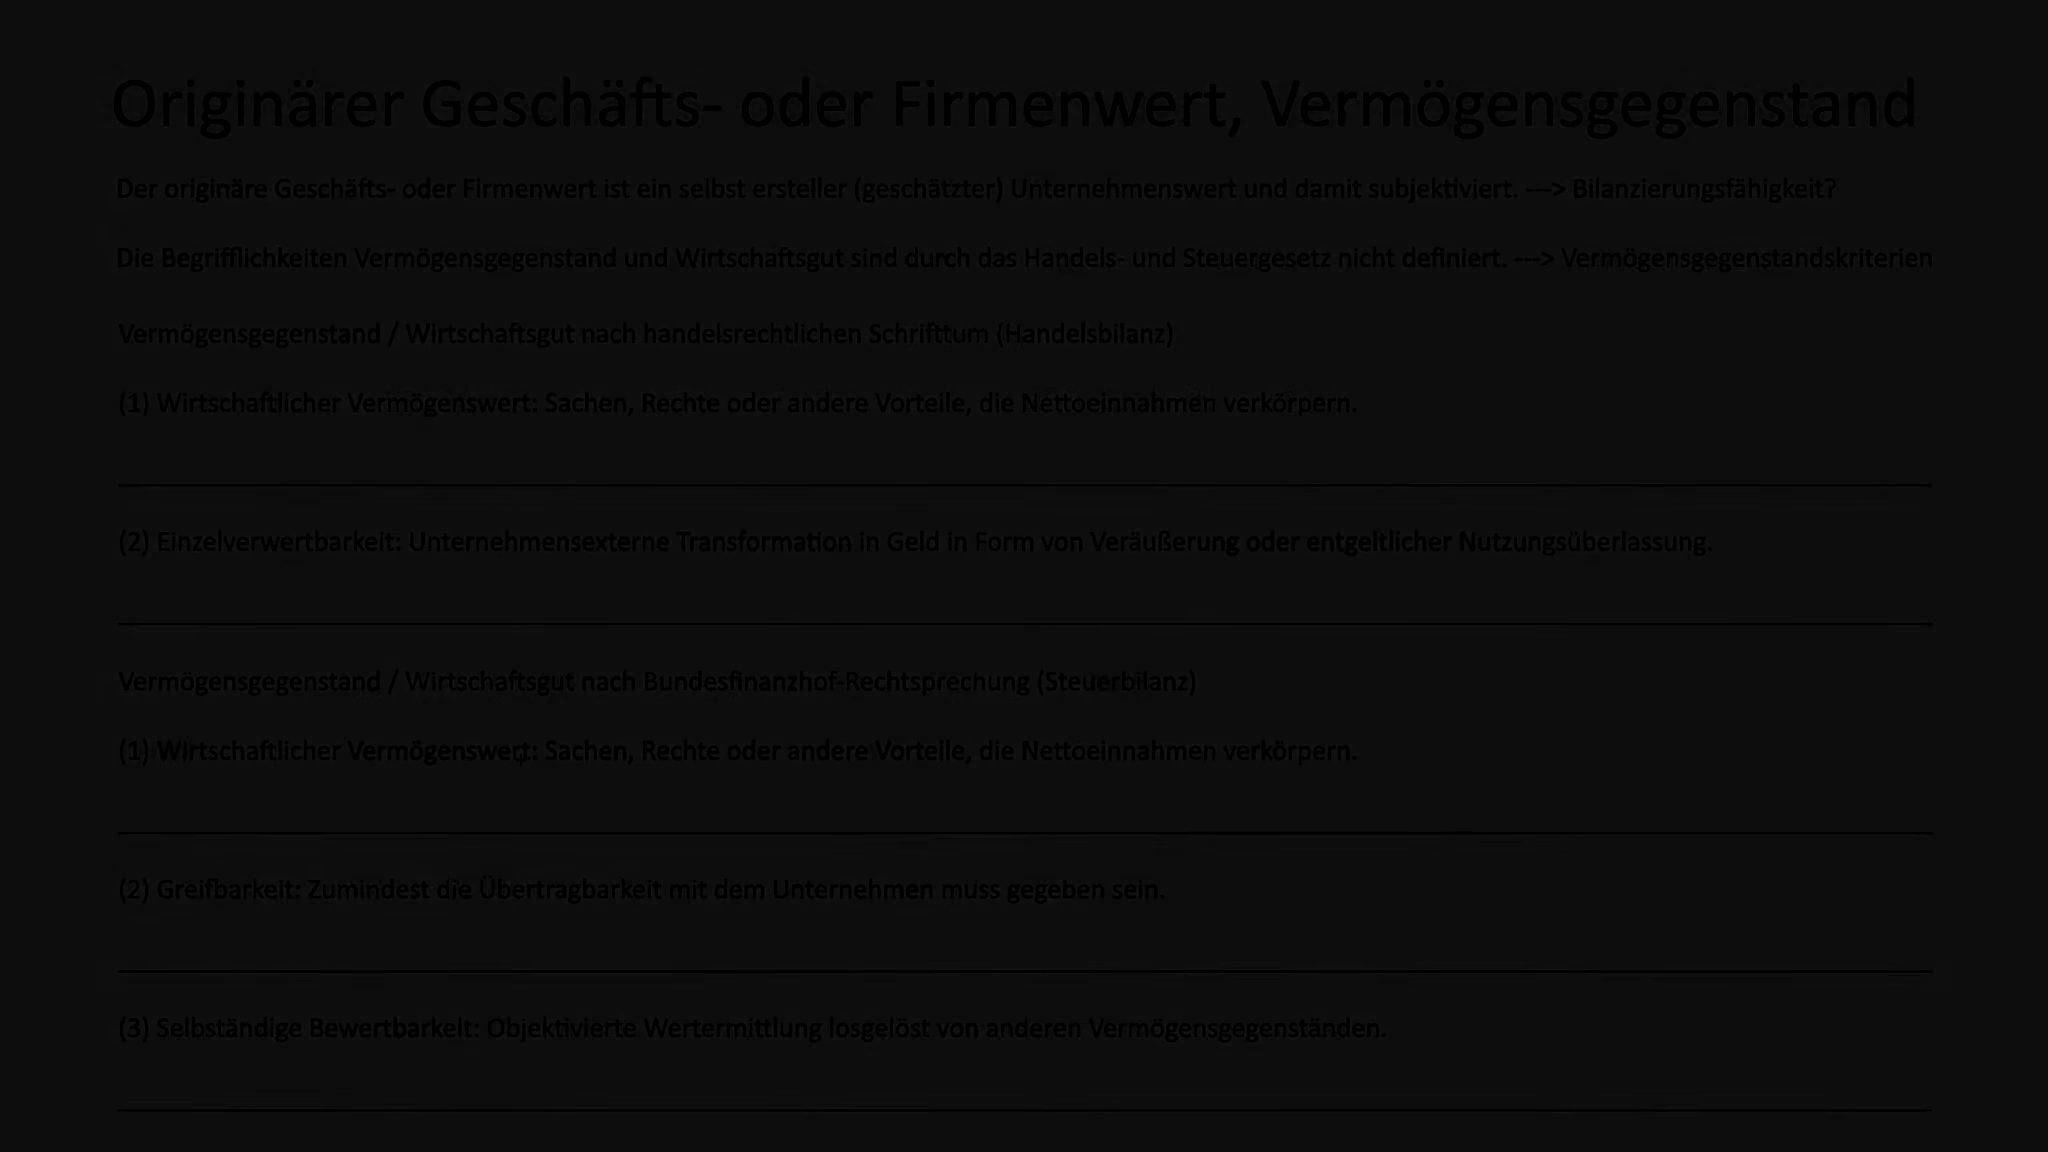 Originärer Geschäfts- oder Firmenwert, Vermögensgegenstand
Der originäre Geschäfts- oder Firmenwert ist ein selbst ersteller (geschätzter) Unternehmenswert und damit subjektiviert. ---> Bilanzierungsfähigkeit?
Die Begrifflichkeiten Vermögensgegenstand und Wirtschaftsgut sind durch das Handels- und Steuergesetz nicht definiert. ---> Vermögensgegenstandskriterien
Vermögensgegenstand / Wirtschaftsgut nach handelsrechtlichen Schrifttum (Handelsbilanz)
(1) Wirtschaftlicher Vermögenswert: Sachen, Rechte oder andere Vorteile, die Nettoeinnahmen verkörpern.
(2) Einzelverwertbarkeit: Unternehmensexterne Transformation in Geld in Form von Veräußerung oder entgeltlicher Nutzungsüberlassung.
Vermögensgegenstand / Wirtschaftsgut nach Bundesfinanzhof-Rechtsprechung (Steuerbilanz)
(1) Wirtschaftlicher Vermögenswert: Sachen, Rechte oder andere Vorteile, die Nettoeinnahmen verkörpern.
(2) Greifbarkeit: Zumindest die Übertragbarkeit mit dem Unternehmen muss gegeben sein.
(3) Selbständige Bewertbarkeit: Objektivierte Wertermittlung losgelöst von anderen Vermögensgegenständen.